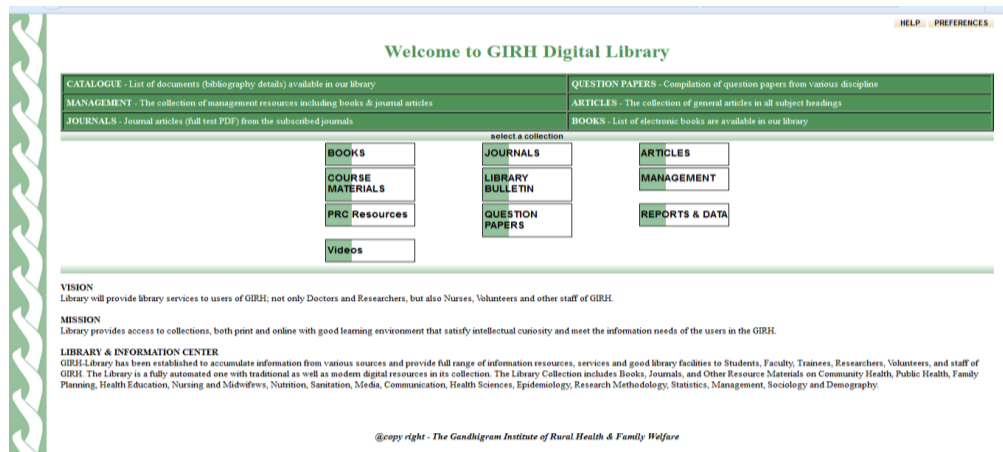 HELP PREFERENCES
Welcome to GIRH Digital Library
CATALOGUE - List of documents (bibliography details) available in our library
QUESTION PAPERS - Compilation of question papers from various discipline
MANAGEMENT - The collection of management resources including books & journal articles
ARTICLES - The collection of general articles in all subject headings
JOURNALS - Journal articles (full test PDF) from the subscribed journals
BOOKS - List of electronic books are available in our library
select a collection
BOOKS
JOURNALS
ARTICLES
COURSE
MATERIALS
LIBRARY
BULLETIN
MANAGEMENT
PRC Resources
QUESTION
PAPERS
REPORTS & DATA
Videos
VISION
Library will provide library services to users of GIRH; not only Doctors and Researchers, but also Nurses, Volunteers and other staff of GIRH.
MISSION
Library provides access to collections, both print and online with good learning environment that satisfy intellectual curiosity and meet the information needs of the users in the GIRH.
LIBRARY & INFORMATION CENTER
GIRH-Library has been established to accumulate information from various sources and provide full range of information resources, services and good library facilities to Students, Faculty, Trainees, Researchers, Volunteers, and staff of
GIRH. The Library is a fully automated one with traditional as well as modern digital resources in its collection. The Library Collection includes Books, Journals, and Other Resource Materials on Community Health, Public Health, Family
Planning, Health Education, Nursing and Midwifews, Nutrition, Sanitation, Media, Communication, Health Sciences, Epidemiology, Research Methodology, Statistics, Management, Sociology and Demography.
@copy right - The Gandhigram Institute of Rural Health & Family Welfare